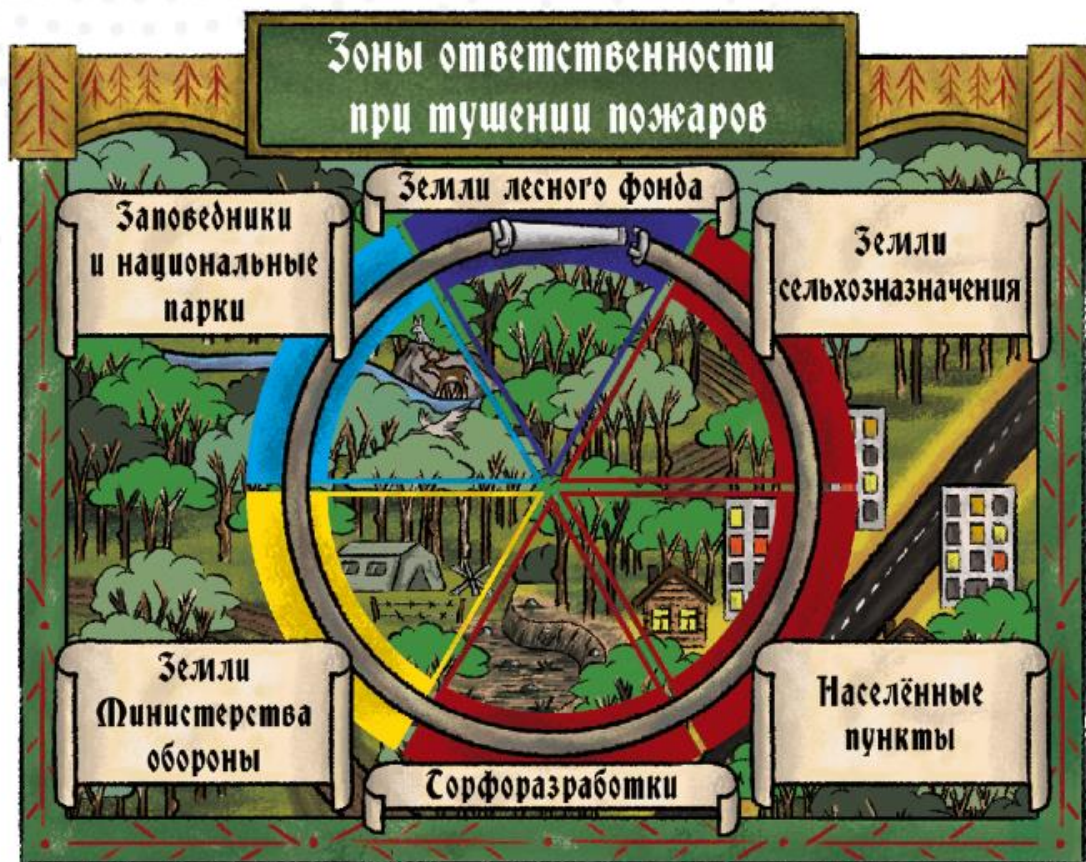 Зоны ответственности
при тушении пожаров
Земли лесного фонда
Заповедники
и национальные
парки
Земли
сельхозназначения
Земли
Министерства
обороны
Населённые
пункты
Торфоразработки